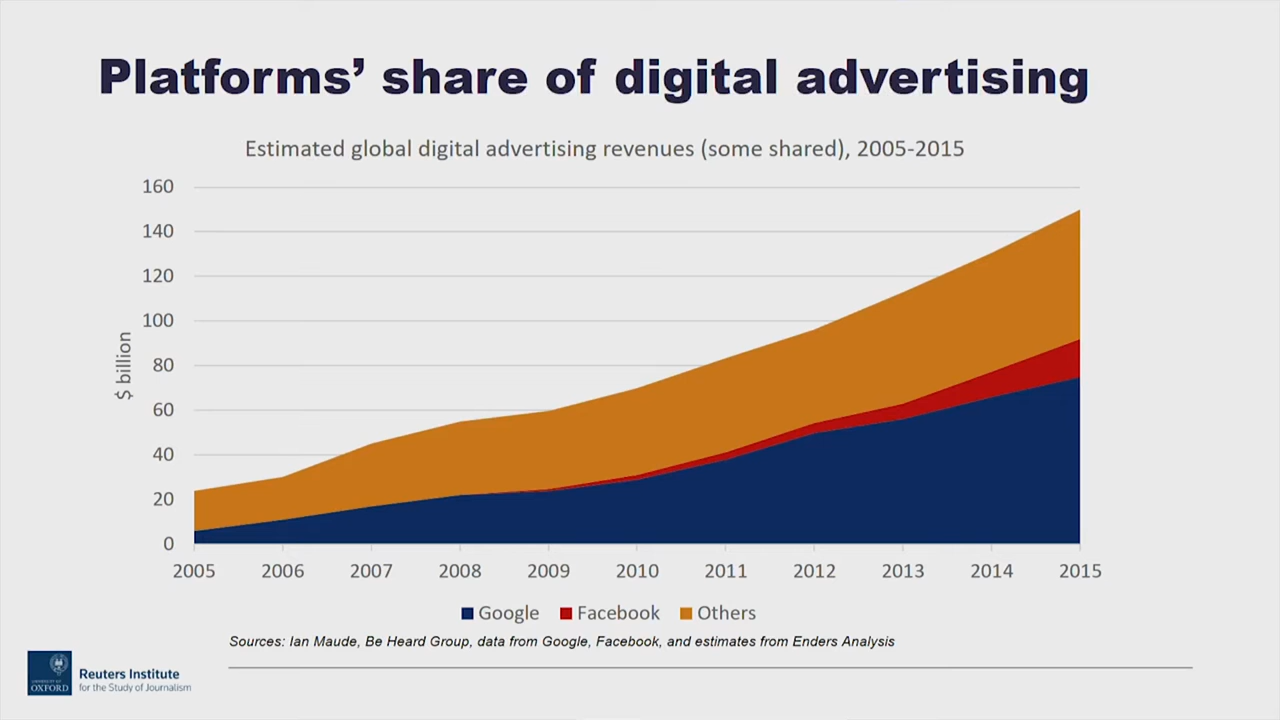 Platforms’ share of digital advertising
Estimated global digital advertising revenues (some shared), 2005-2015
160
140
120
100
80
60
40
20
0
$ billion
2005 2006 2007 2008 2009 2010 2011 2012 2013 2014 2015
Google Facebook Others
Sources: Ian Maude, Be Heard Group, data from Google, Facebook, and estimates from Enders Analysis
UNIVERSITY OF
OXFORD
Reuters Institute
for the Study of Journalism